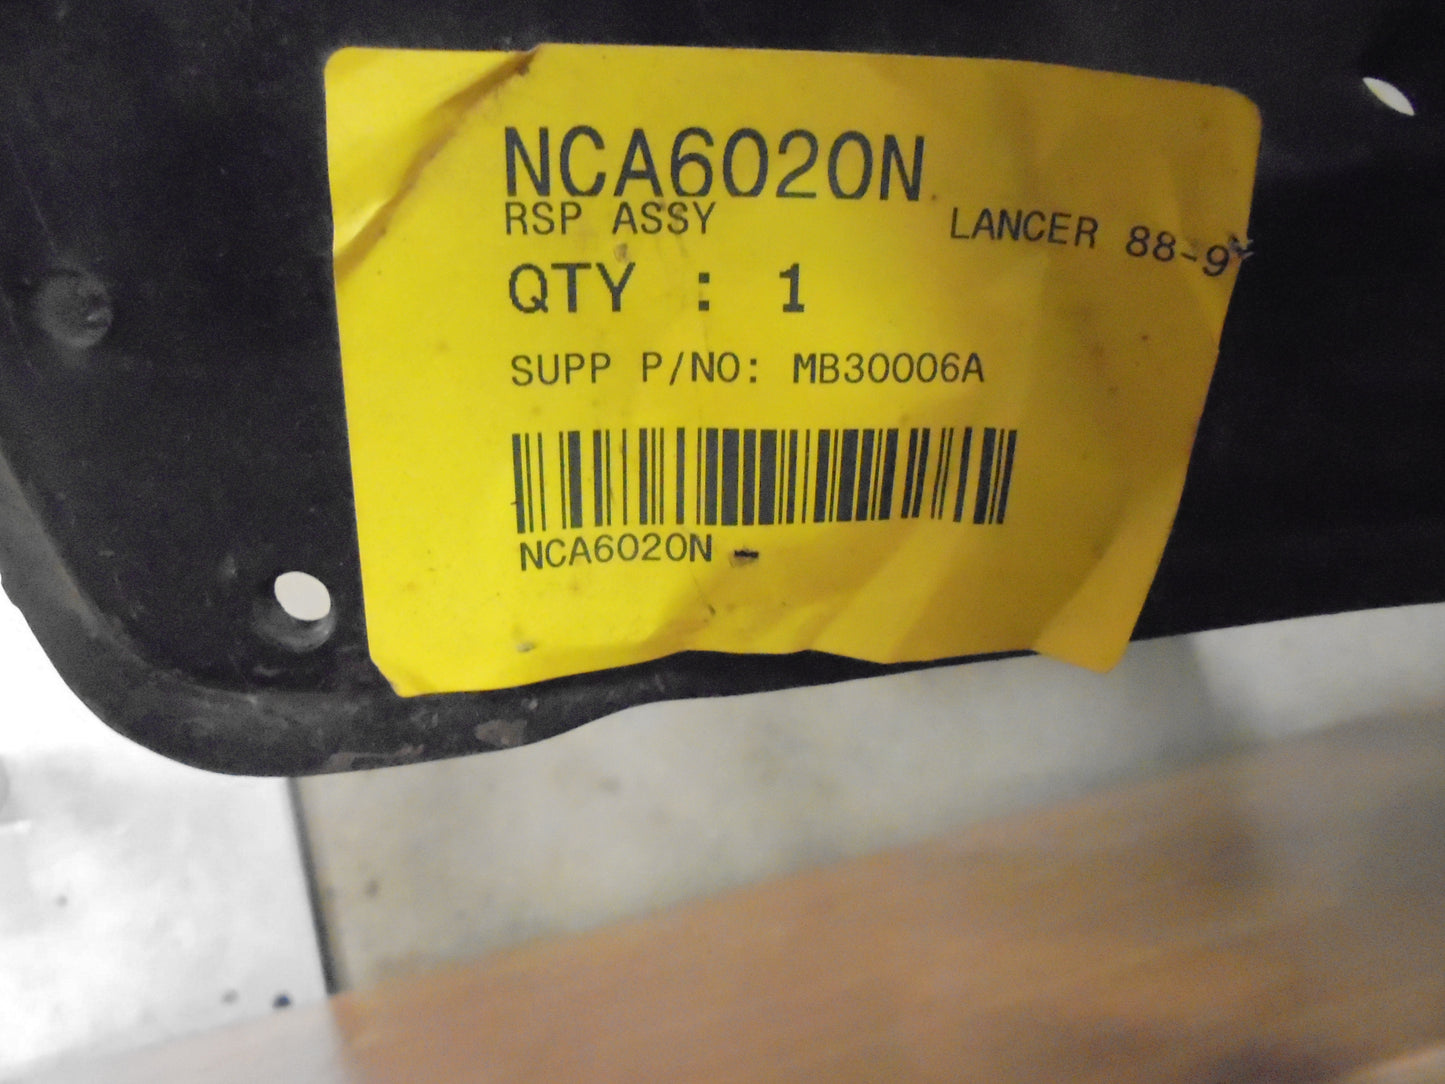 NCA6020N
RSP ASSY LANCER 88-9
QTY : 1
SUPP P/NO: MB30006A
NCA6020N